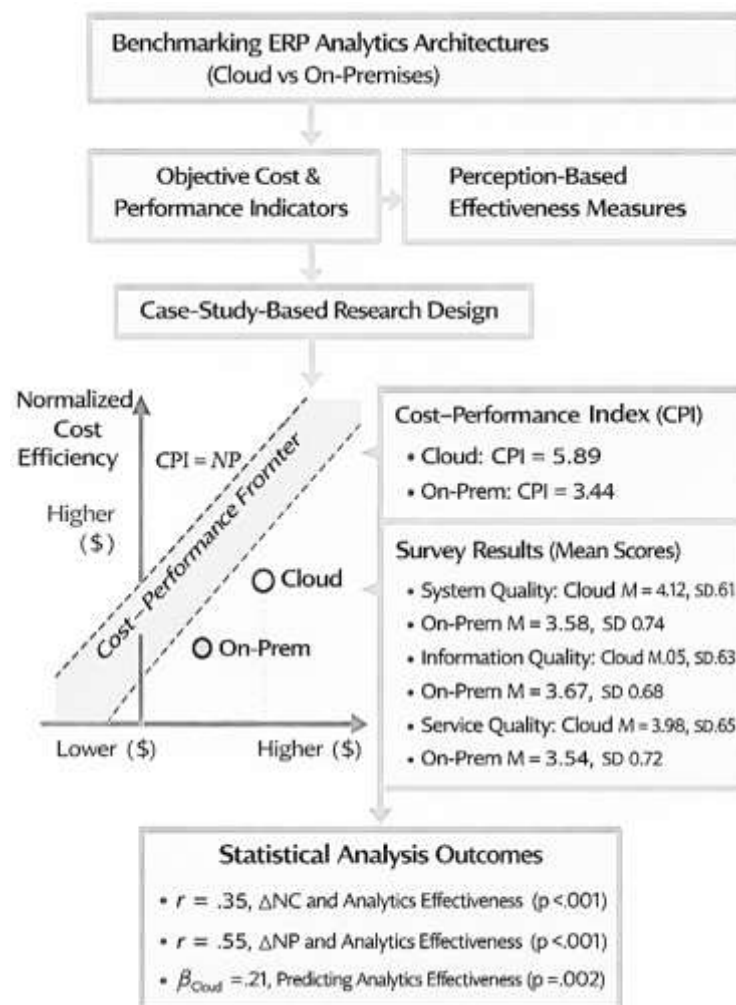 Benchmarking ERP Analytics Architectures
(Cloud vs On-Premises)
Objective Cost &
Performance Indicators
Perception-Based
Effectiveness Measures
Case-Study-Based Research Design
Normalized
Cost
Efficiency
Higher
($)
CPI = NP
Cost-Performance Frornter
Cloud
On-Prem
Lower ($)
Higher ($)
Cost–Performance Index (CPI)
• Cloud: CPI = 5.89
• On-Prem: CPI = 3.44
Survey Results (Mean Scores)
• System Quality: Cloud M = 4.12, SD.61
• On-Prem M = 3.58, SD 0.74
• Information Quality: Cloud M.05, SD.63
• On-Prem M = 3.67, SD 0.68
• Service Quality: Cloud M = 3.98, SD.65
• On-Prem M = 3.54, SD 0.72
Statistical Analysis Outcomes
• r = .35, ΔNC and Analytics Effectiveness (p <.001)
• r = .55, ΔNP and Analytics Effectiveness (p <.001)
• βCloud =.21, Predicting Analytics Effectiveness (p =.002)